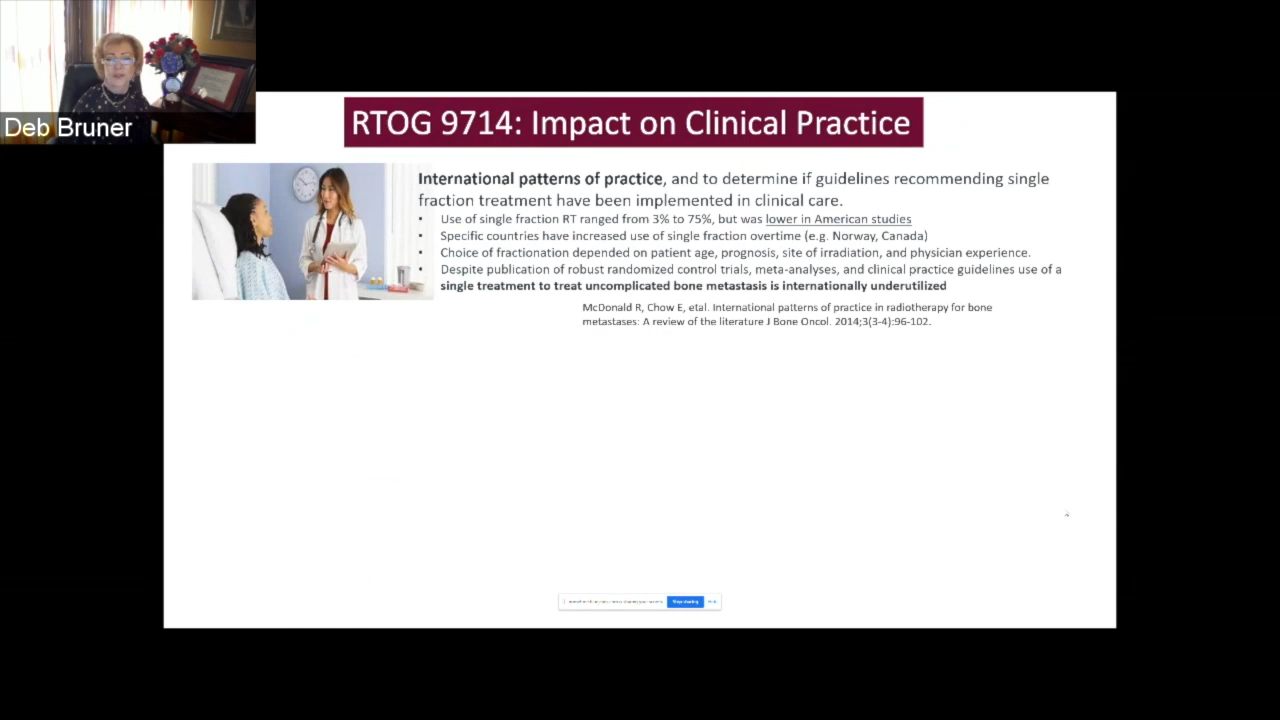 Deb Bruner
RTOG 9714: Impact on Clinical Practice
International patterns of practice, and to determine if guidelines recommending single
fraction treatment have been implemented in clinical care.
• Use of single fraction RT ranged from 3% to 75%, but was lower in American studies
• Specific countries have increased use of single fraction overtime (e.g. Norway, Canada)
• Choice of fractionation depended on patient age, prognosis, site of irradiation, and physician experience.
• Despite publication of robust randomized control trials, meta-analyses, and clinical practice guidelines use of a
single treatment to treat uncomplicated bone metastasis is internationally underutilized
McDonald R, Chow E, etal. International patterns of practice in radiotherapy for bone
metastases: A review of the literature J Bone Oncol. 2014;3(3-4):96-102.
Stop sharing